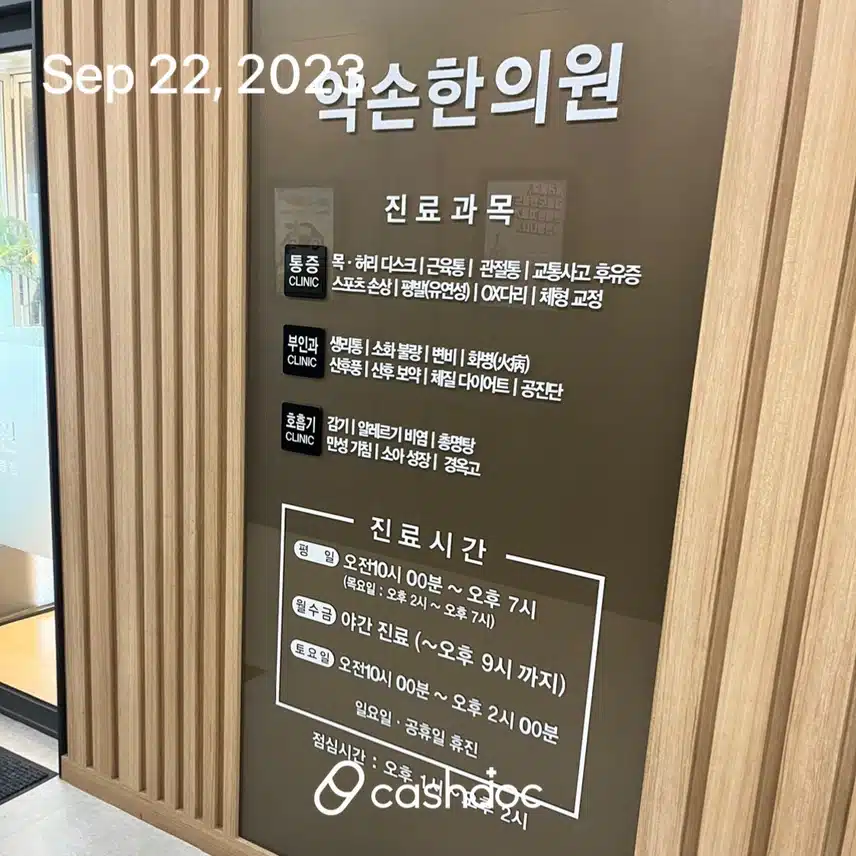 Sep 22, 2023
약손한의원
진료과목
통증 CLINIC
목·허리 디스크 | 근육통 | 관절통 | 교통사고 후유증
스포츠 손상 | 평발(유연성) | OX다리 | 체형 교정
부인과 CLINIC
생리통 | 소화 불량 | 변비 | 화병(火病)
산후풍 | 산후 보약 | 체질 다이어트 | 공진단
호흡기 CLINIC
감기 | 알레르기 비염 | 총명탕
만성 기침 | 소아 성장 | 경옥고
진료시간
평일 오전10시 00분 ~ 오후 7시
(목요일 : 오후 2시 ~ 오후 7시)
월수금 야간 진료 (~오후 9시 까지)
토요일 오전10시 00분 ~ 오후 2시 00분
일요일 · 공휴일 휴진
점심시간 : 오후 1시 ~ 오후 2시
cashdoc